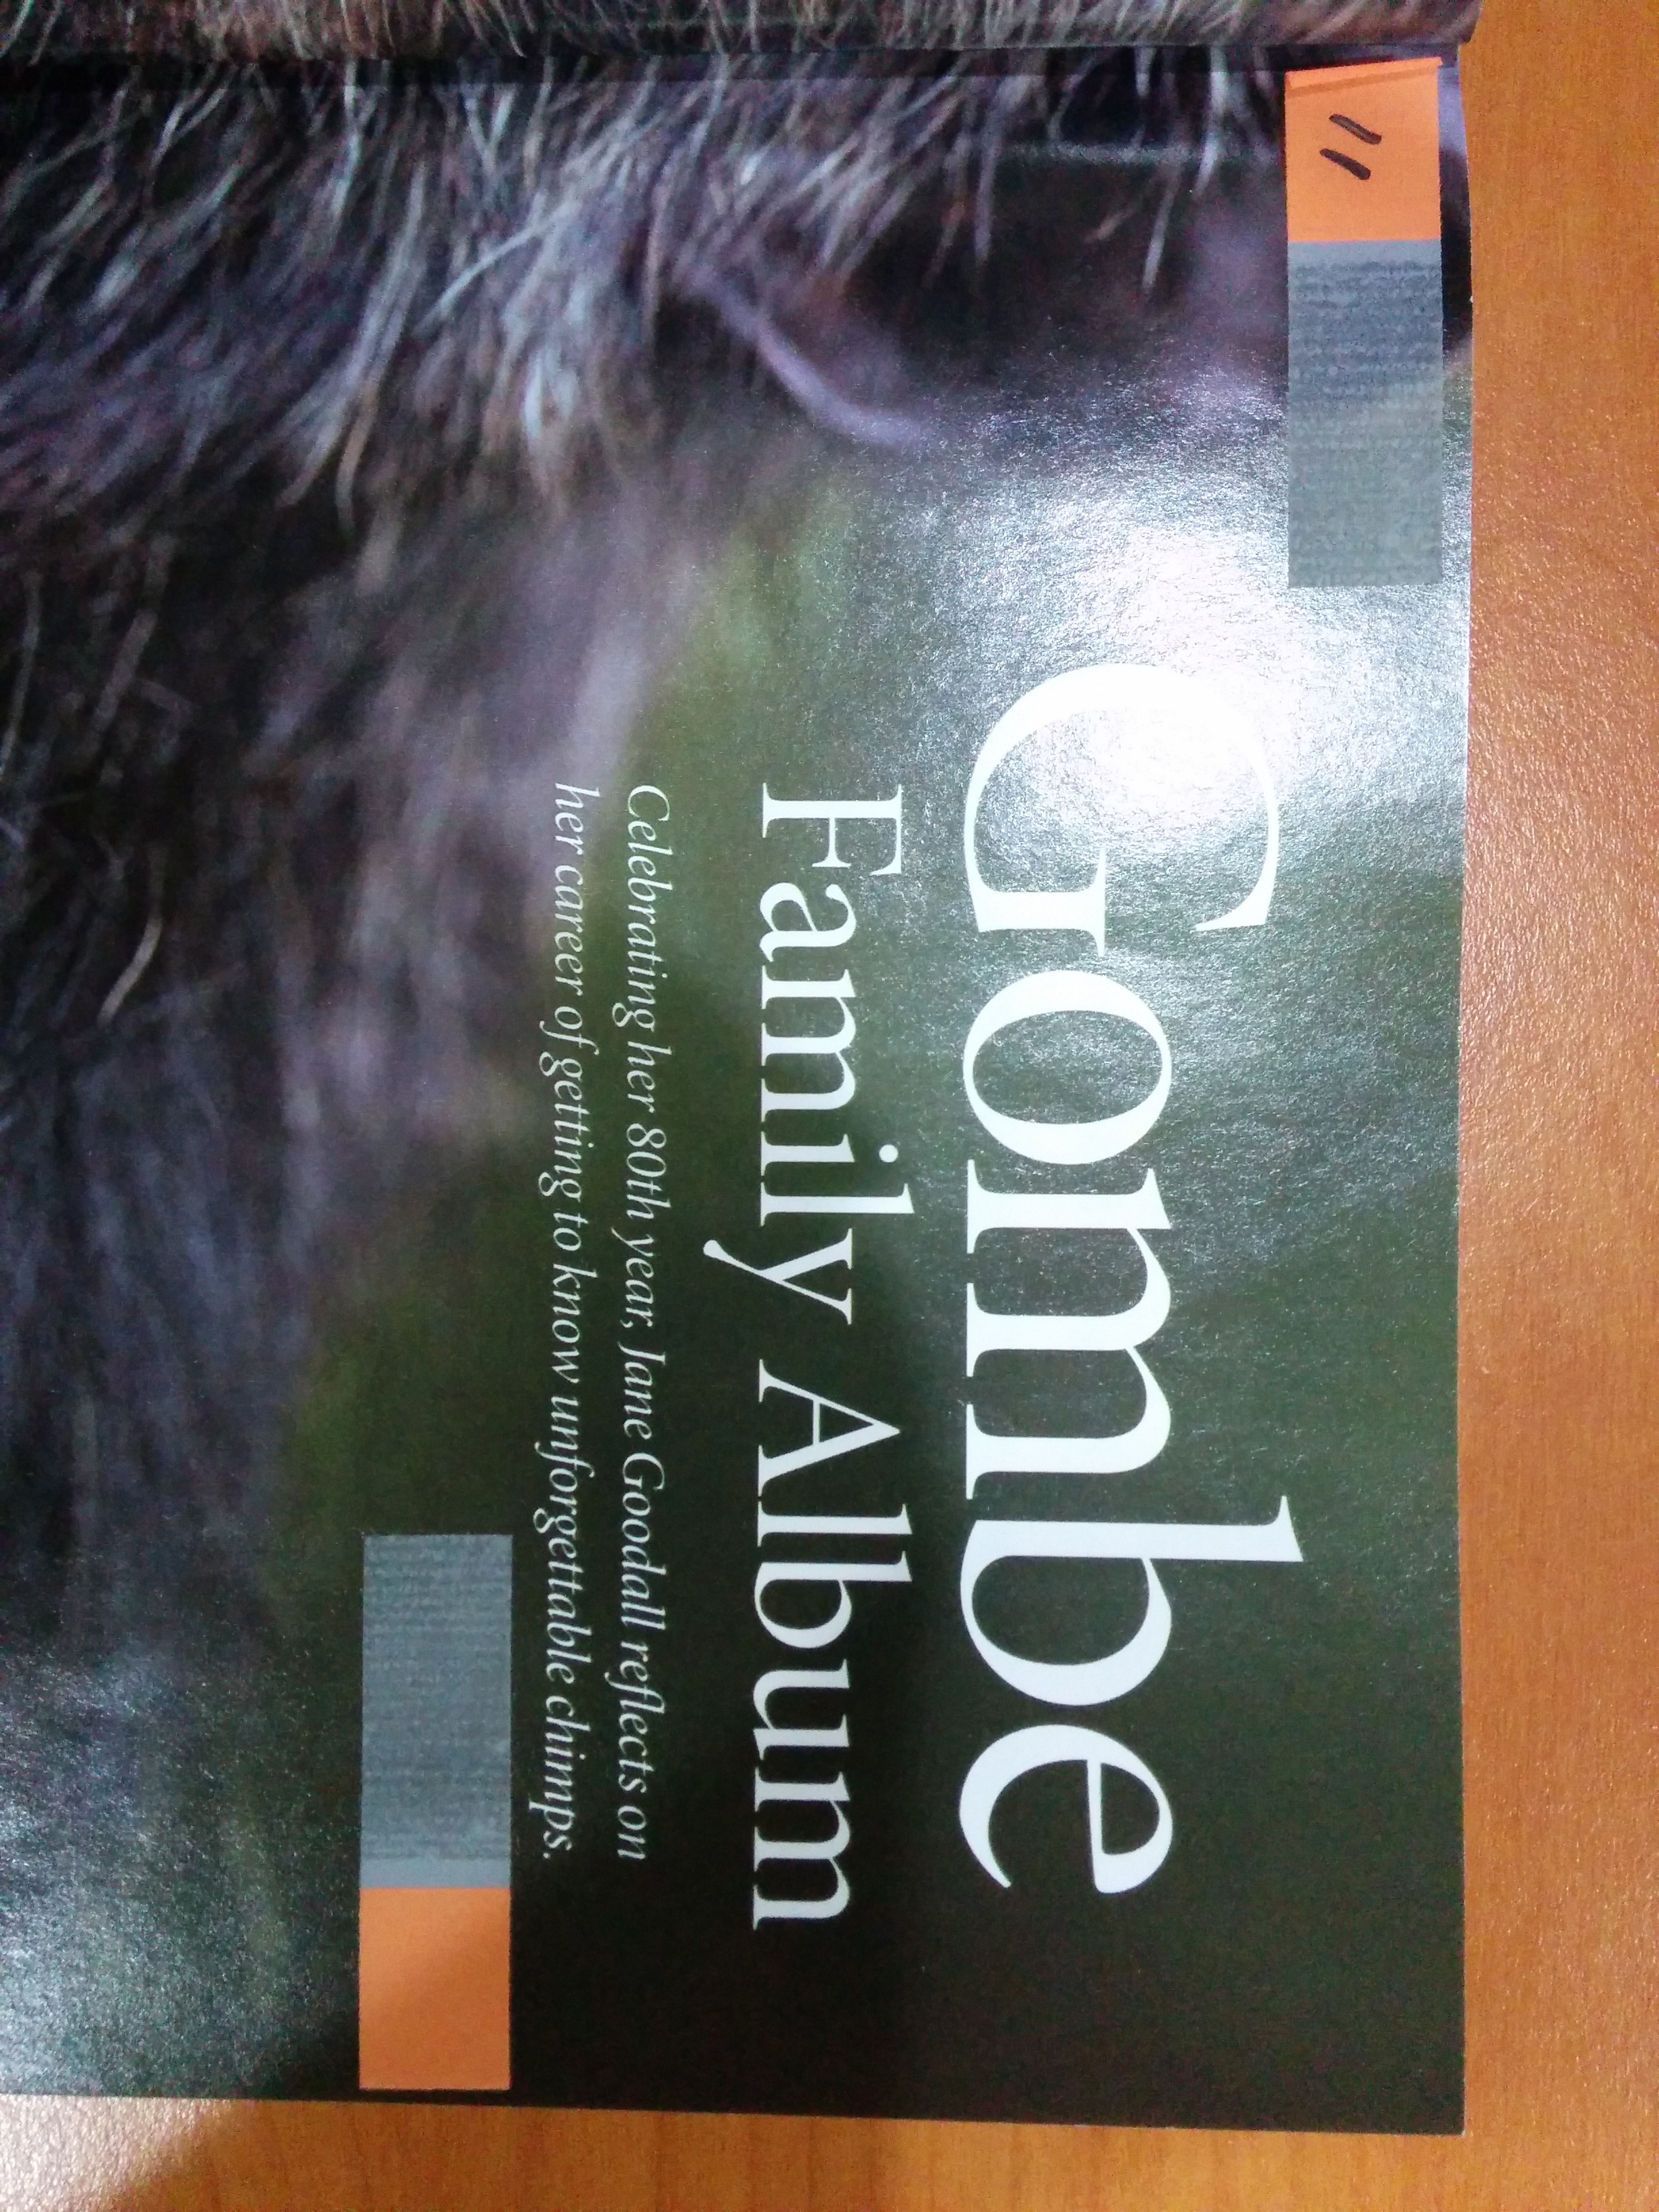 "
Gombe
Family Album
Celebrating her 80th year, Jane Goodall reflects on
her career of getting to know unforgettable chimps.